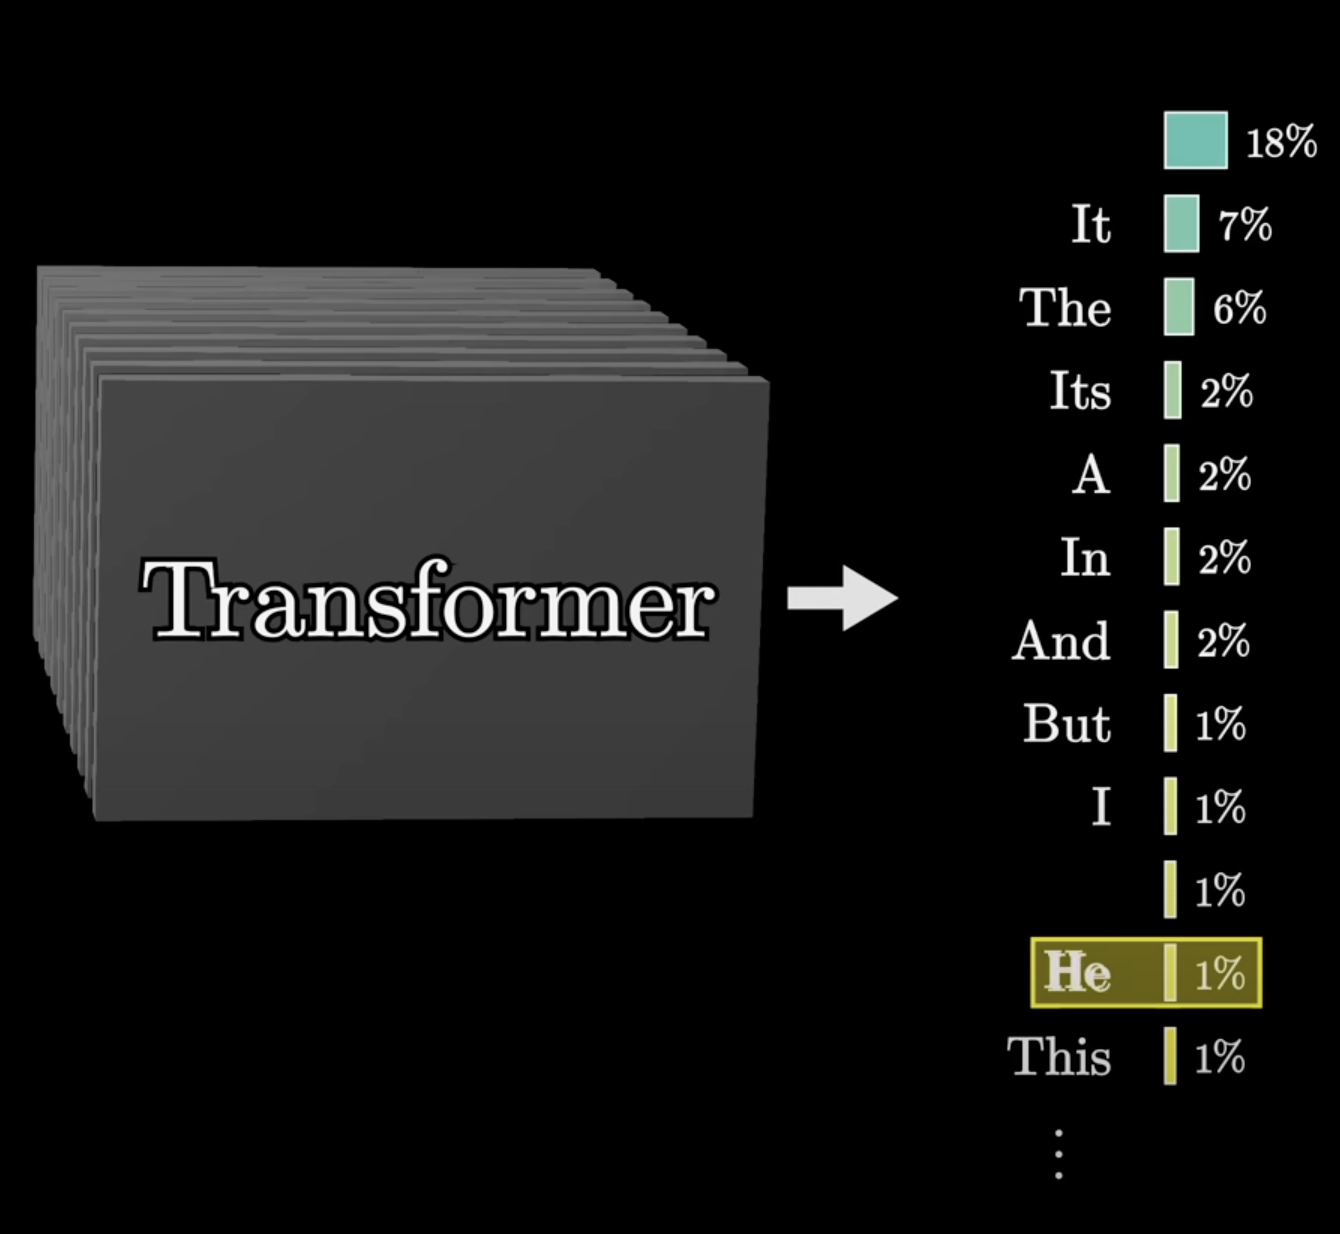 18%
It 7%
The 6%
Its 2%
A 2%
In 2%
And 2%
Transformer
But 1%
I 1%
1%
He 1%
This 1%
⋮